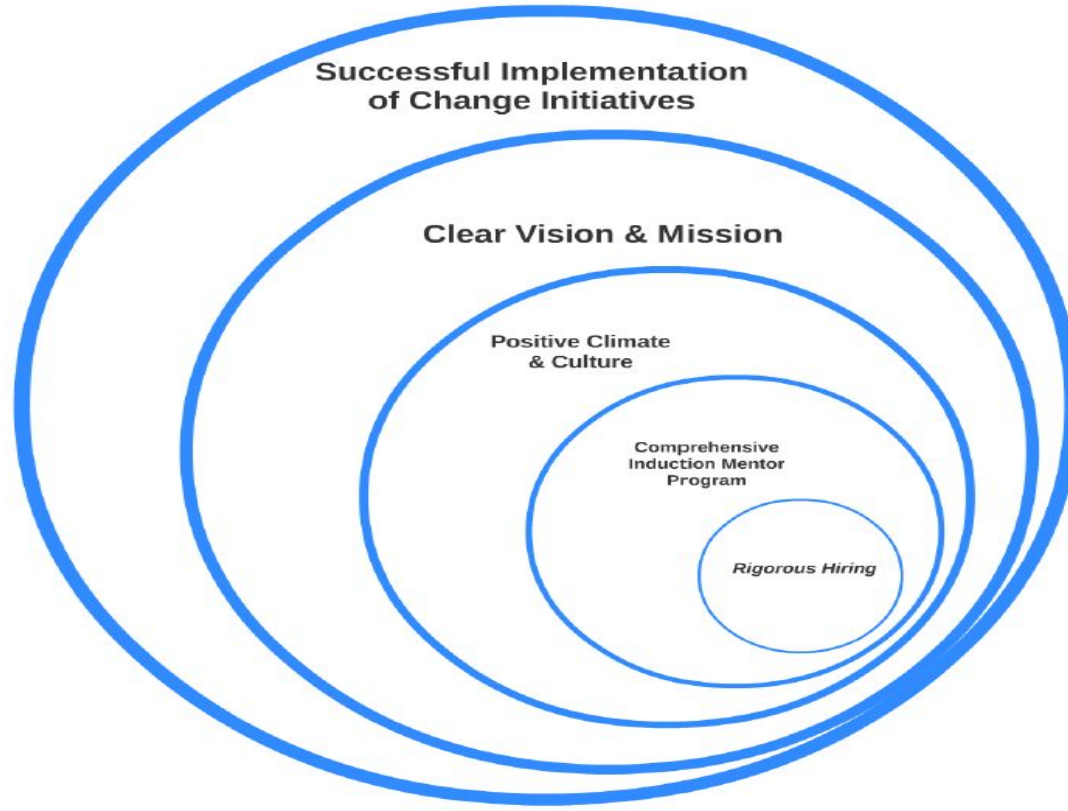 Successful Implementation
of Change Initiatives
Clear Vision & Mission
Positive Climate
& Culture
Comprehensive
Induction Mentor
Program
Rigorous Hiring